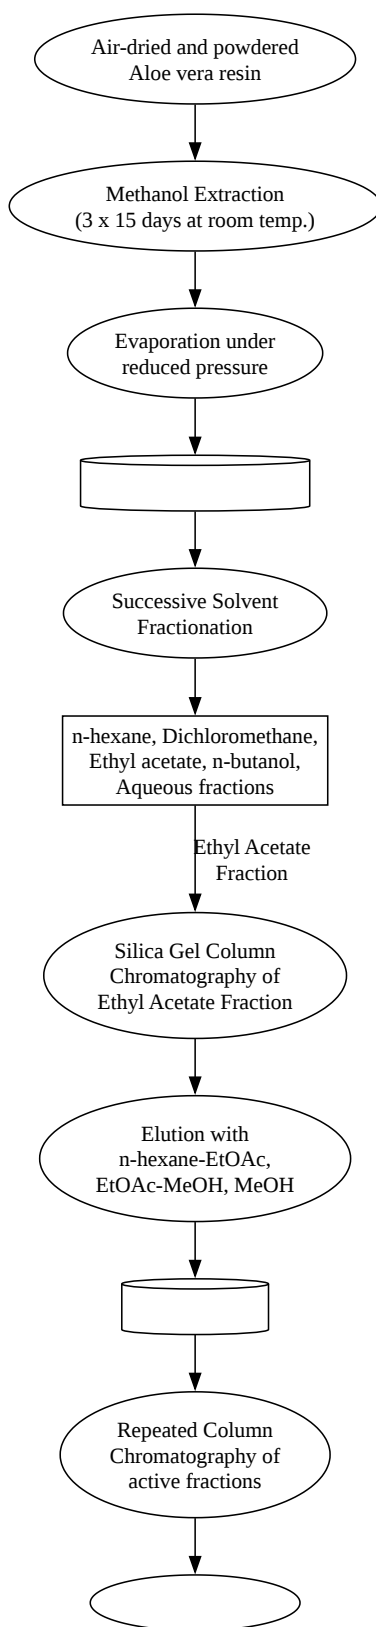 Air-dried and powdered
Aloe vera resin
Methanol Extraction
(3 x 15 days at room temp.)
Evaporation under
reduced pressure
Successive Solvent
Fractionation
n-hexane, Dichloromethane,
Ethyl acetate, n-butanol,
Aqueous fractions
Ethyl Acetate
Fraction
Silica Gel Column
Chromatography of
Ethyl Acetate Fraction
Elution with
n-hexane-EtOAc,
EtOAc-MeOH, MeOH
Repeated Column
Chromatography of
active fractions